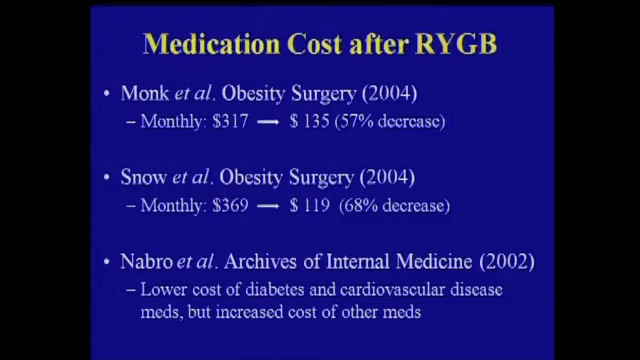 Medication Cost after RYGB
• Monk et al. Obesity Surgery (2004)
– Monthly: $317 → $ 135 (57% decrease)
• Snow et al. Obesity Surgery (2004)
– Monthly: $369 → $ 119 (68% decrease)
• Nabro et al. Archives of Internal Medicine (2002)
– Lower cost of diabetes and cardiovascular disease
meds, but increased cost of other meds